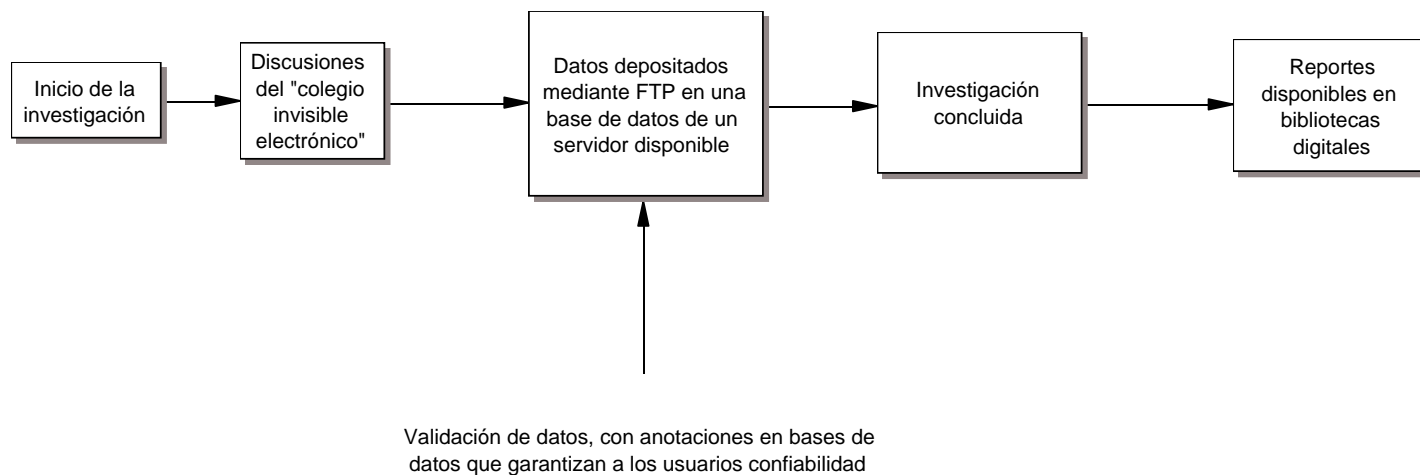 Inicio de la
investigación
Discusiones
del "colegio
invisible
electrónico"
Datos depositados
mediante FTP en una
base de datos de un
servidor disponible
Investigación
concluida
Reportes
disponibles en
bibliotecas
digitales
Validación de datos, con anotaciones en bases de
datos que garantizan a los usuarios confiabilidad